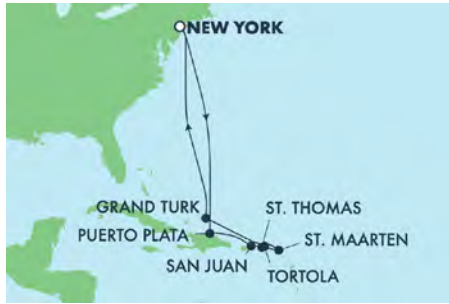 NEW YORK
GRAND TURK
ST. THOMAS
PUERTO PLATA
ST. MAARTEN
SAN JUAN
TORTOLA